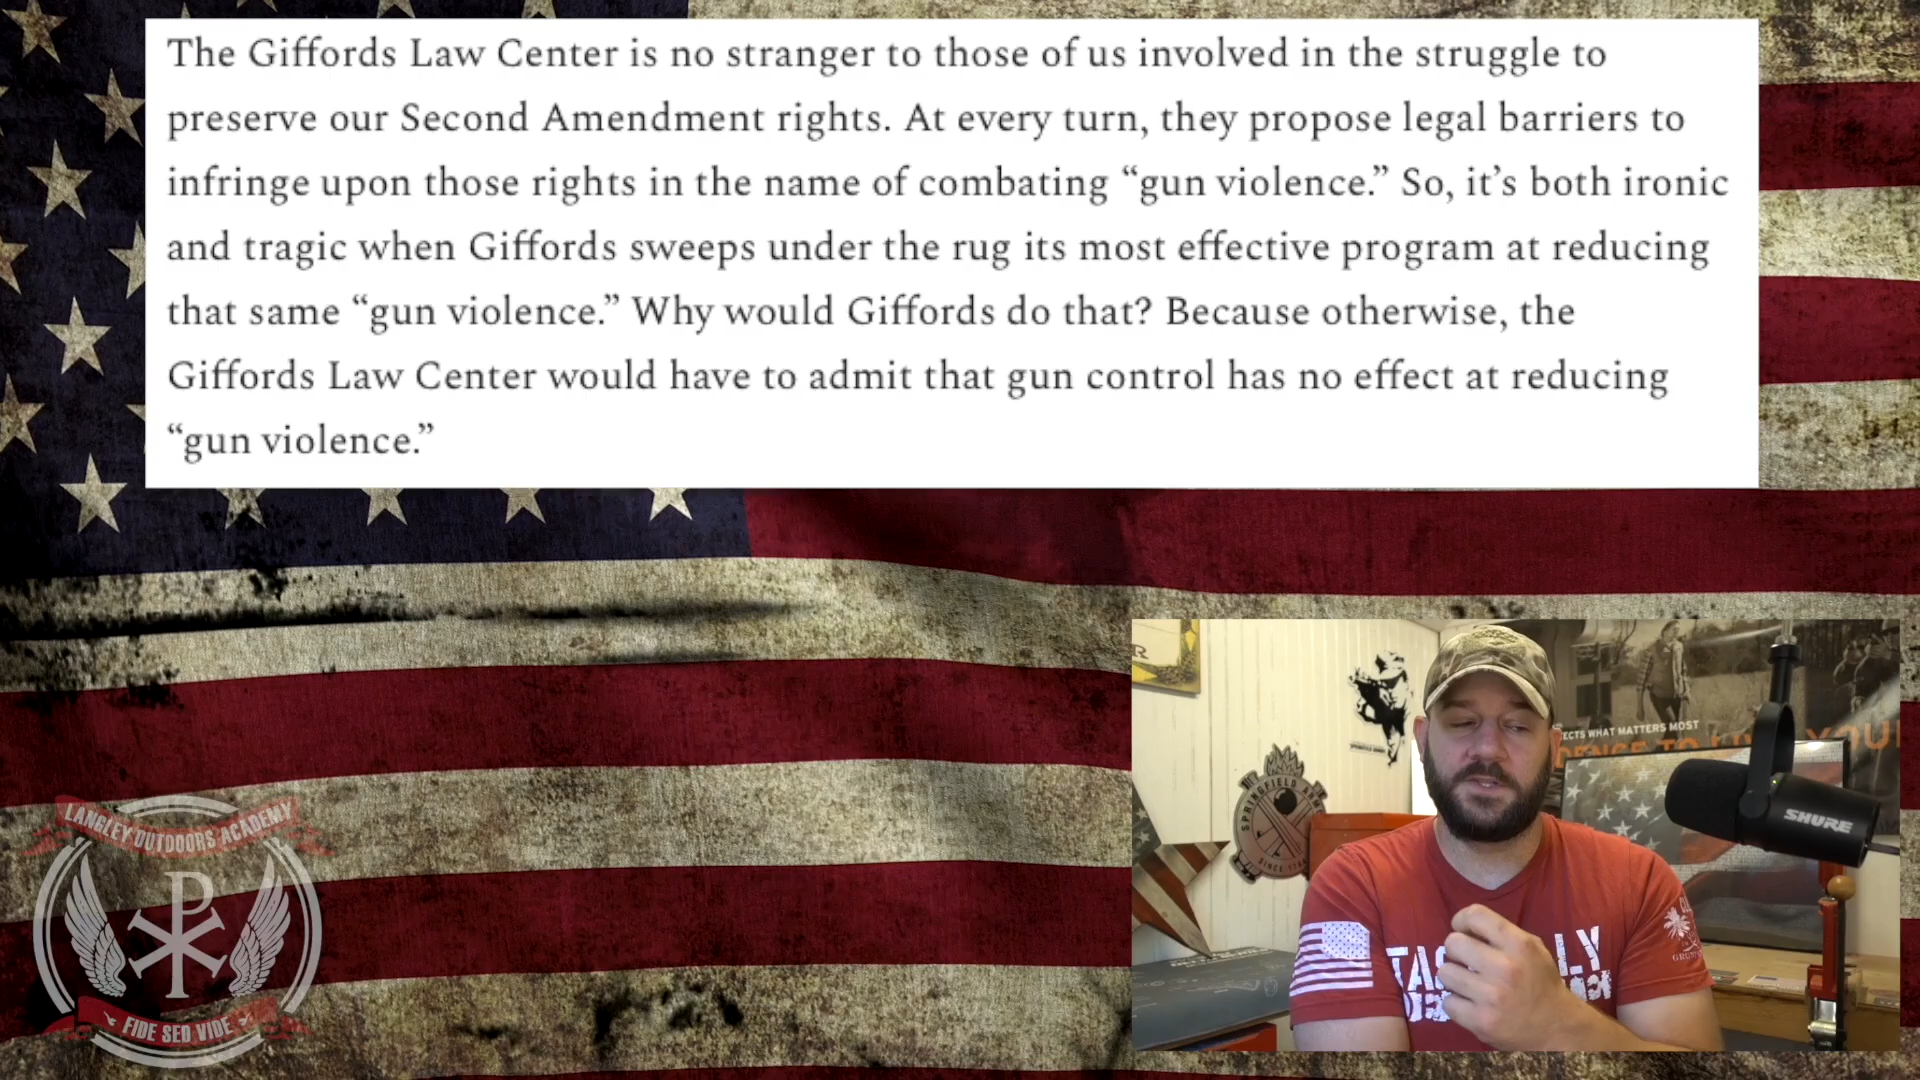 The Giffords Law Center is no stranger to those of us involved in the struggle to
preserve our Second Amendment rights. At every turn, they propose legal barriers to
infringe upon those rights in the name of combating “gun violence.” So, it’s both ironic
and tragic when Giffords sweeps under the rug its most effective program at reducing
that same “gun violence.” Why would Giffords do that? Because otherwise, the
Giffords Law Center would have to admit that gun control has no effect at reducing
“gun violence.”
LANGLEY OUTDOORS ACADEMY
FIDE SED VIDE
WHAT MATTERS MOST
SHURE
SINCE